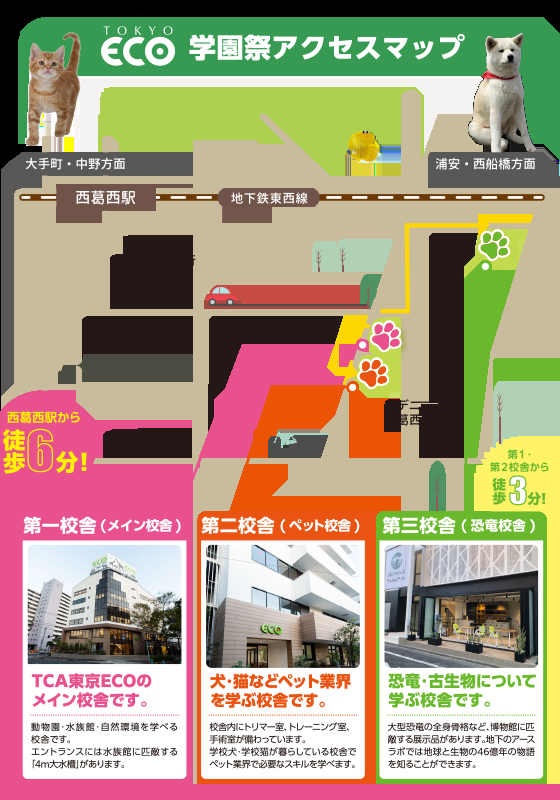 TOKYO
ECO 学園祭アクセスマップ
大手町・中野方面
浦安・西船橋方面
西葛西駅
地下鉄東西線
西葛西駅から
徒歩6分!
第1・
第2校舎から
徒歩3分!
第一校舎(メイン校舎)
第二校舎(ペット校舎)
第三校舎(恐竜校舎)
eco
TCA東京ECOの
メイン校舎です。
動物園・水族館・自然環境を学べる
校舎です。
エントランスには水族館に匹敵する
「4m大水槽」があります。
犬・猫などペット業界
を学ぶ校舎です。
校舎内にトリマー室、トレーニング室、
手術室が備わっています。
学校犬・学校猫が暮らしている校舎で
ペット業界で必要なスキルを学べます。
恐竜・古生物について
学ぶ校舎です。
大型恐竜の全身骨格など、博物館に匹
敵する展示品があります。地下のアース
ラボでは地球と生物の46億年の物語
を知ることができます。